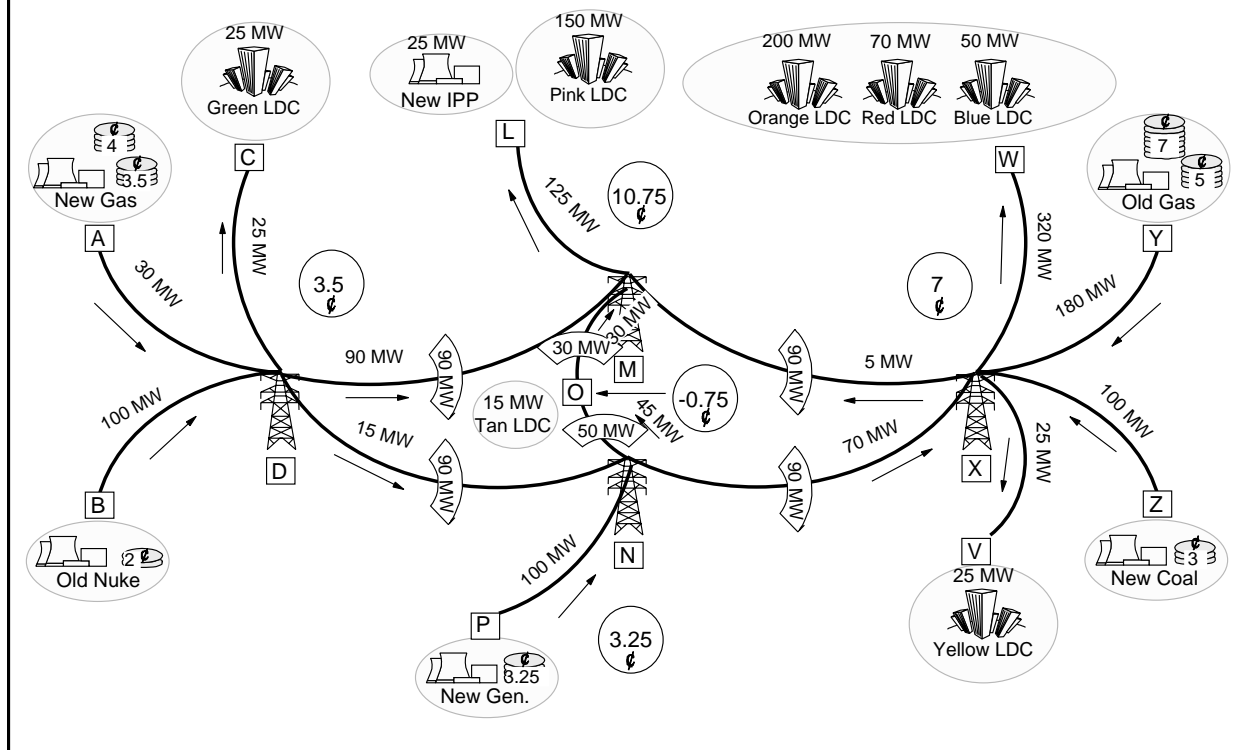 25 MW
Green LDC
25 MW
New IPP
150 MW
Pink LDC
200 MW
70 MW
50 MW
Orange LDC
Red LDC
Blue LDC
¢
4
¢
3.5
New Gas
C
L
W
¢
7
¢
5
Old Gas
A
Y
30 MW
25 MW
125 MW
10.75
¢
320 MW
180 MW
3.5
¢
7
¢
30 MW
30 MW
M
90 MW
90 MW
90 MW
5 MW
100 MW
15 MW
Tan LDC
O
-0.75
¢
45 MW
50 MW
15 MW
90 MW
D
90 MW
70 MW
X
25 MW
100 MW
B
2 ¢
Old Nuke
N
100 MW
V
Z
¢
3
New Coal
25 MW
Yellow LDC
P
¢
3.25
New Gen.
3.25
¢